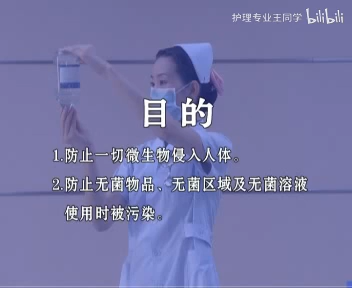 护理专业王同学 bilibili
目的
1.防止一切微生物侵入人体。
2.防止无菌物品、无菌区域及无菌溶液
使用时被污染。